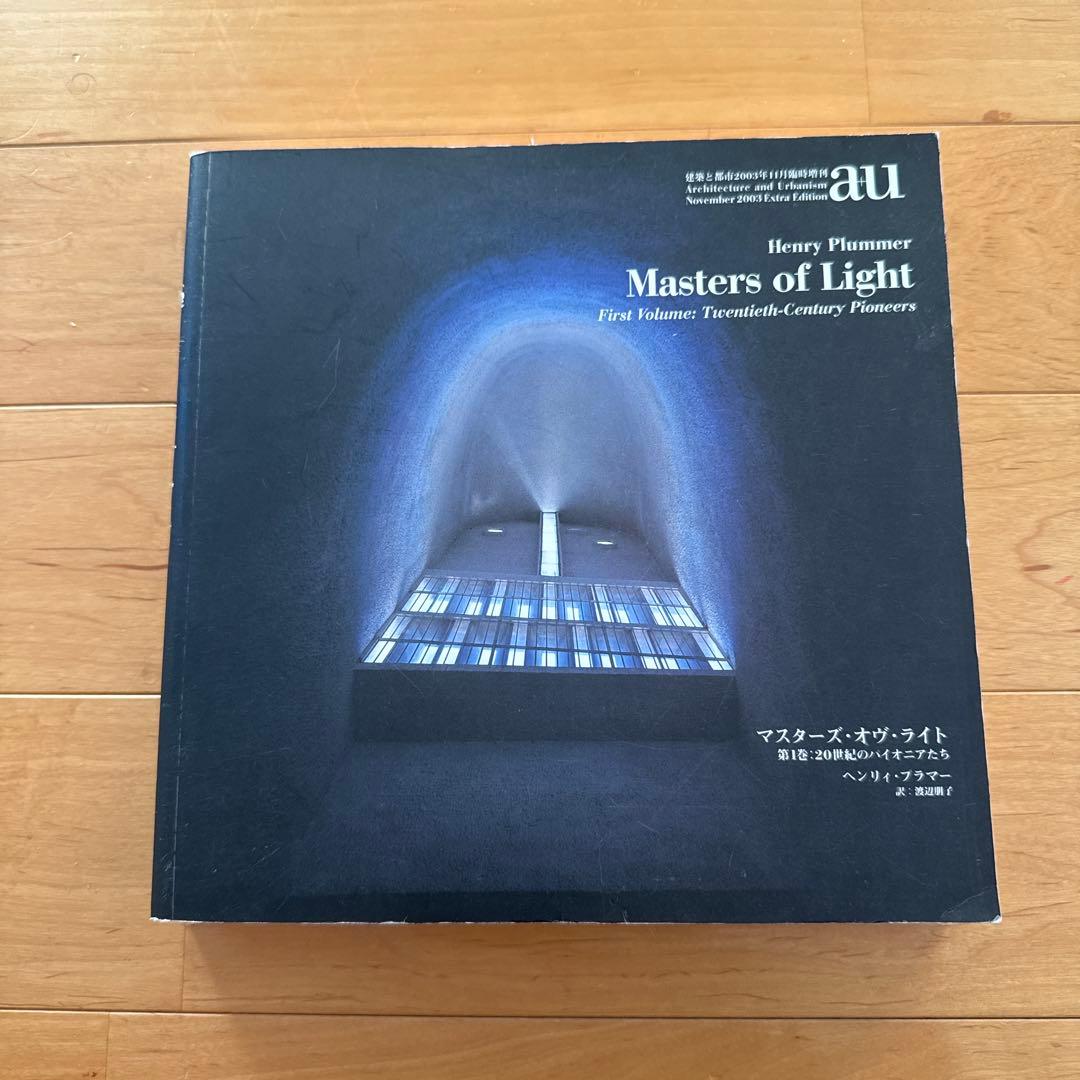 建築と都市2003年11月臨時増刊
Architecture and Urbanism
November 2003 Extra Edition
a+u
Henry Plummer
Masters of Light
First Volume: Twentieth-Century Pioneers
マスターズ・オヴ・ライト
第1巻:20世紀のパイオニアたち
ヘンリィ・プラマー
訳:渡辺朋子